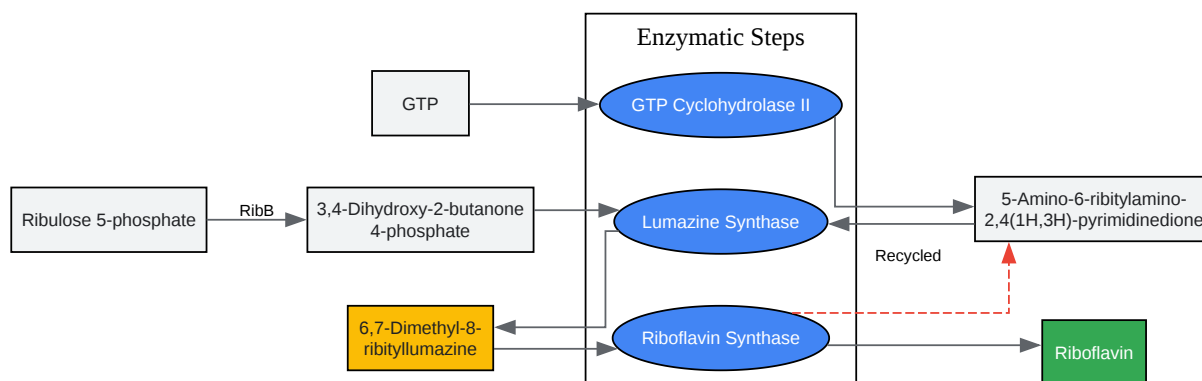 Enzymatic Steps
GTP
GTP Cyclohydrolase II
Ribulose 5-phosphate
RibB
3,4-Dihydroxy-2-butanone
4-phosphate
Lumazine Synthase
5-Amino-6-ribitylamino-
2,4(1H,3H)-pyrimidinedione
Recycled
6,7-Dimethyl-8-
ribityllumazine
Riboflavin Synthase
Riboflavin